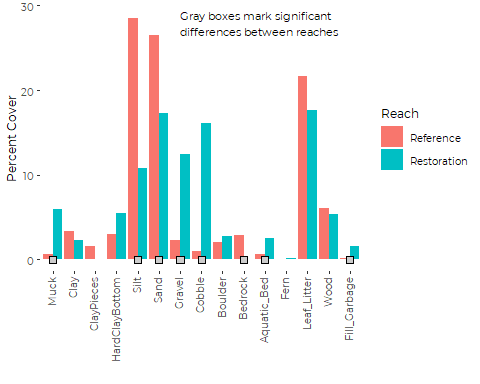 Gray boxes mark significant
differences between reaches
30
20
10
0
Percent Cover
Muck
Clay
ClayPieces
HardClayBottom
Silt
Sand
Gravel
Cobble
Boulder
Bedrock
Aquatic_Bed
Fern
Leaf_Litter
Wood
Fill_Garbage
Reach
Reference
Restoration